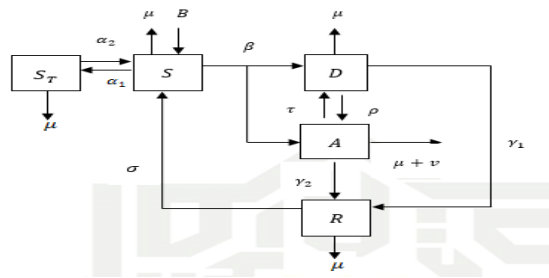 μ B μ
α₂ β
S_T S D
α₁
μ τ ρ
A γ₁
μ + v
σ γ₂
R
μ